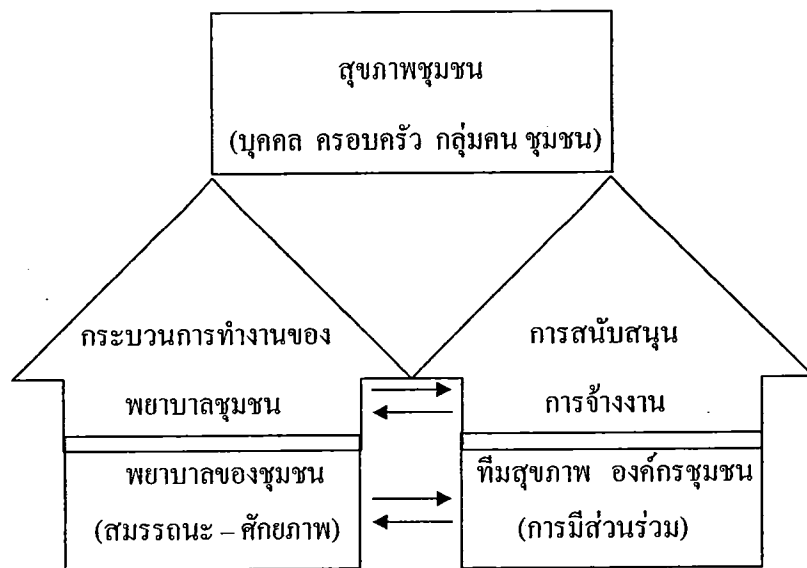 สุขภาพชุมชน
(บุคคล ครอบครัว กลุ่มคน ชุมชน)
กระบวนการทำงานของ
พยาบาลชุมชน
การสนับสนุน
การจ้างงาน
พยาบาลของชุมชน
(สมรรถนะ – ศักยภาพ)
ทีมสุขภาพ องค์กรชุมชน
(การมีส่วนร่วม)